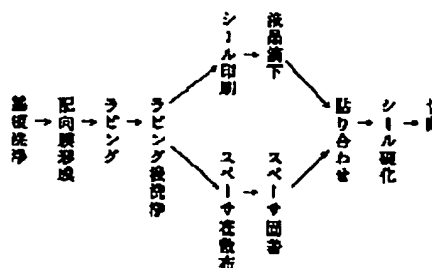 基板洗浄
配向膜形成
ラビング
ラビング後洗浄
シール印刷
液晶滴下
スペーサ散布
スペーサ固着
貼り合わせ
シール硬化